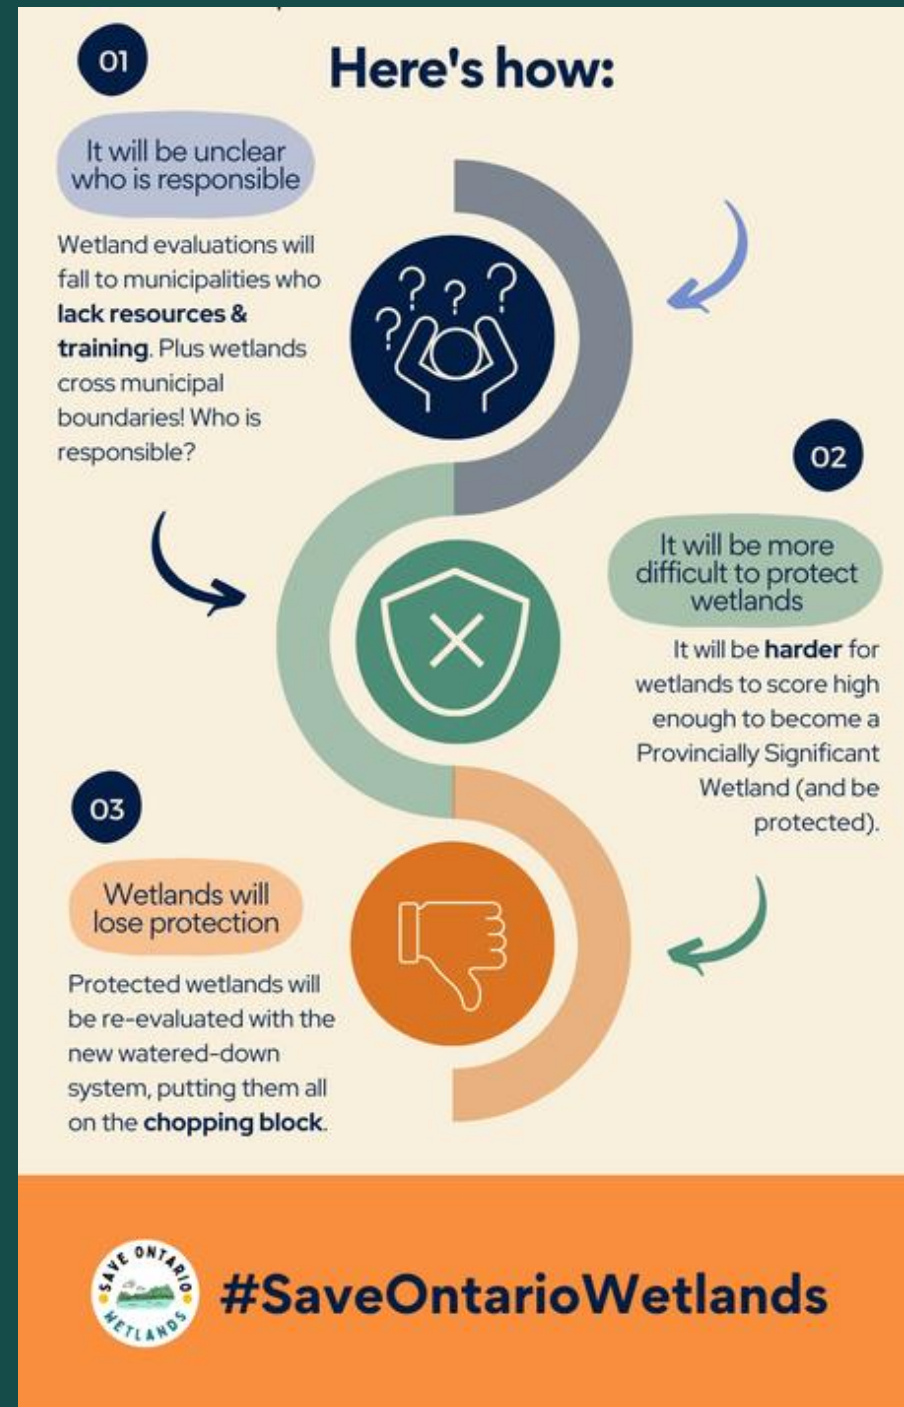 Here's how:
01
It will be unclear
who is responsible
Wetland evaluations will
fall to municipalities who
lack resources &
training. Plus wetlands
cross municipal
boundaries! Who is
responsible?
? ? ? ?
02
It will be more
difficult to protect
wetlands
It will be harder for
wetlands to score high
enough to become a
Provincially Significant
Wetland (and be
protected).
03
Wetlands will
lose protection
Protected wetlands will
be re-evaluated with the
new watered-down
system, putting them all
on the chopping block.
SAVE ONTARIO
WETLANDS
#SaveOntarioWetlands